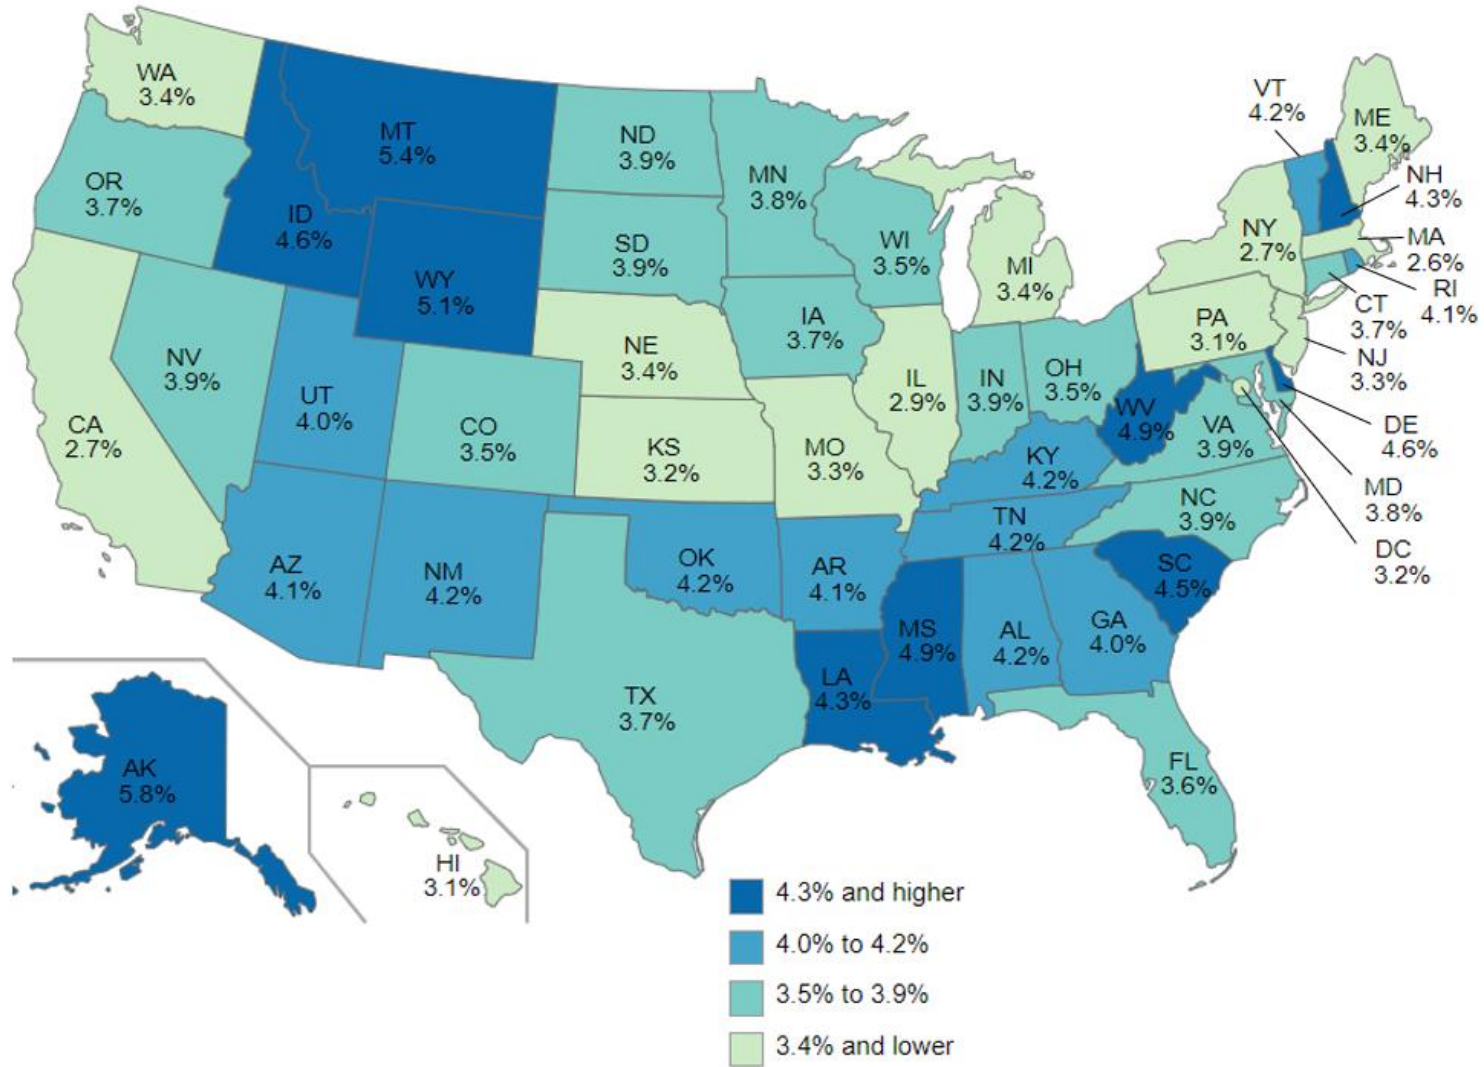 WA
3.4%
MT
5.4%
ND
3.9%
MN
3.8%
VT
4.2%
ME
3.4%
OR
3.7%
ID
4.6%
NH
4.3%
SD
3.9%
WI
3.5%
NY
2.7%
MA
2.6%
WY
5.1%
MI
3.4%
RI
4.1%
CT
3.7%
IA
3.7%
PA
3.1%
NV
3.9%
NE
3.4%
NJ
3.3%
UT
4.0%
IL
2.9%
IN
3.9%
OH
3.5%
CA
2.7%
CO
3.5%
KS
3.2%
MO
3.3%
WV
4.9%
VA
3.9%
DE
4.6%
KY
4.2%
MD
3.8%
NC
3.9%
TN
4.2%
DC
3.2%
AZ
4.1%
NM
4.2%
OK
4.2%
AR
4.1%
SC
4.5%
MS
4.9%
AL
4.2%
GA
4.0%
LA
4.3%
TX
3.7%
FL
3.6%
AK
5.8%
HI
3.1%
4.3% and higher
4.0% to 4.2%
3.5% to 3.9%
3.4% and lower